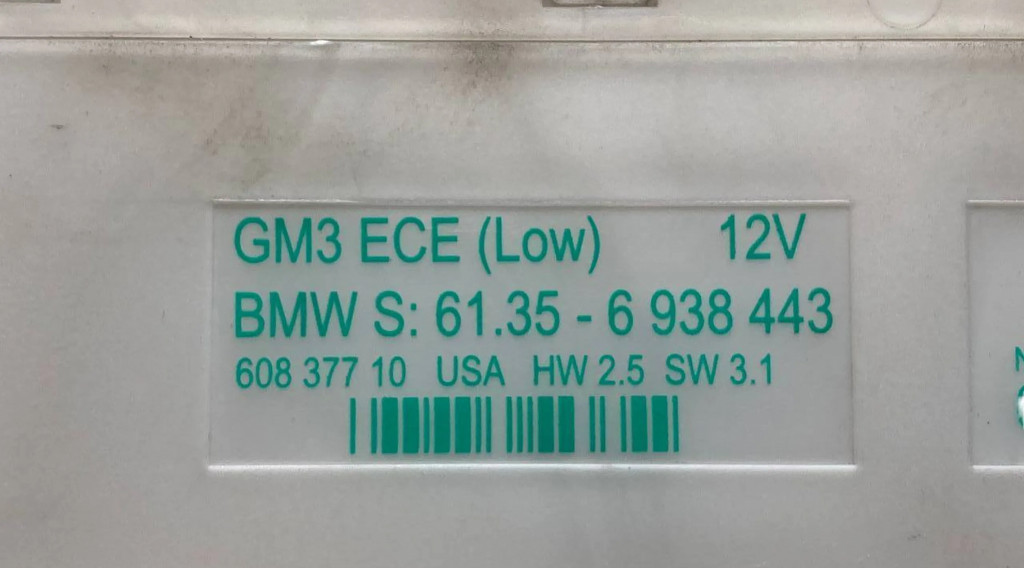 GM3 ECE (Low) 12V
BMW S: 61.35 - 6 938 443
608 377 10 USA HW 2.5 SW 3.1